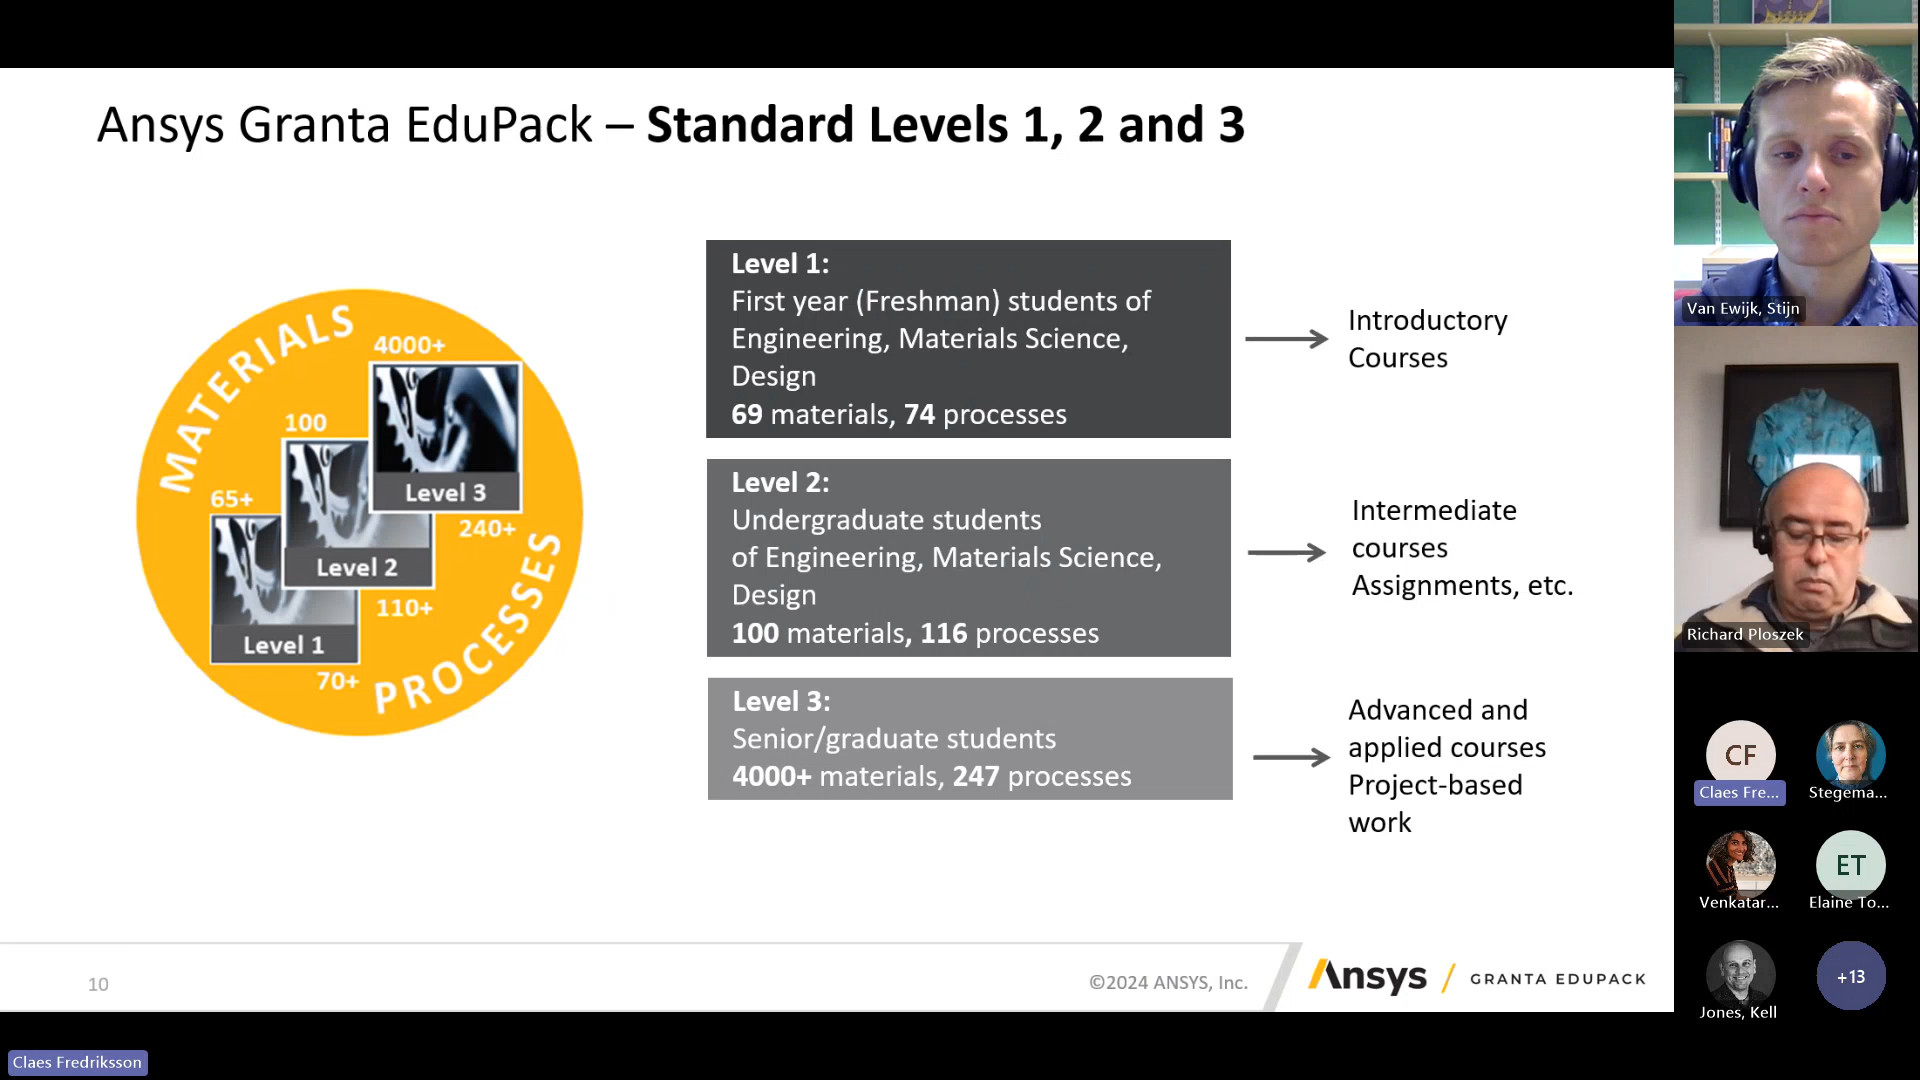 Ansys Granta EduPack – Standard Levels 1, 2 and 3
MATERIALS
4000+
100
65+
Level 3
240+
Level 2
110+
Level 1
70+
PROCESSES
Level 1:
First year (Freshman) students of
Engineering, Materials Science,
Design
69 materials, 74 processes
Introductory
Courses
Level 2:
Undergraduate students
of Engineering, Materials Science,
Design
100 materials, 116 processes
Intermediate
courses
Assignments, etc.
Level 3:
Senior/graduate students
4000+ materials, 247 processes
Advanced and
applied courses
Project-based
work
10
©2024 ANSYS, Inc.
Ansys / GRANTA EDUPACK
Van Ewijk, Stijn
Richard Ploszek
CF
Claes Fre...
Stegema...
Venkatar...
ET
Elaine To...
Jones, Kell
+13
Claes Fredriksson